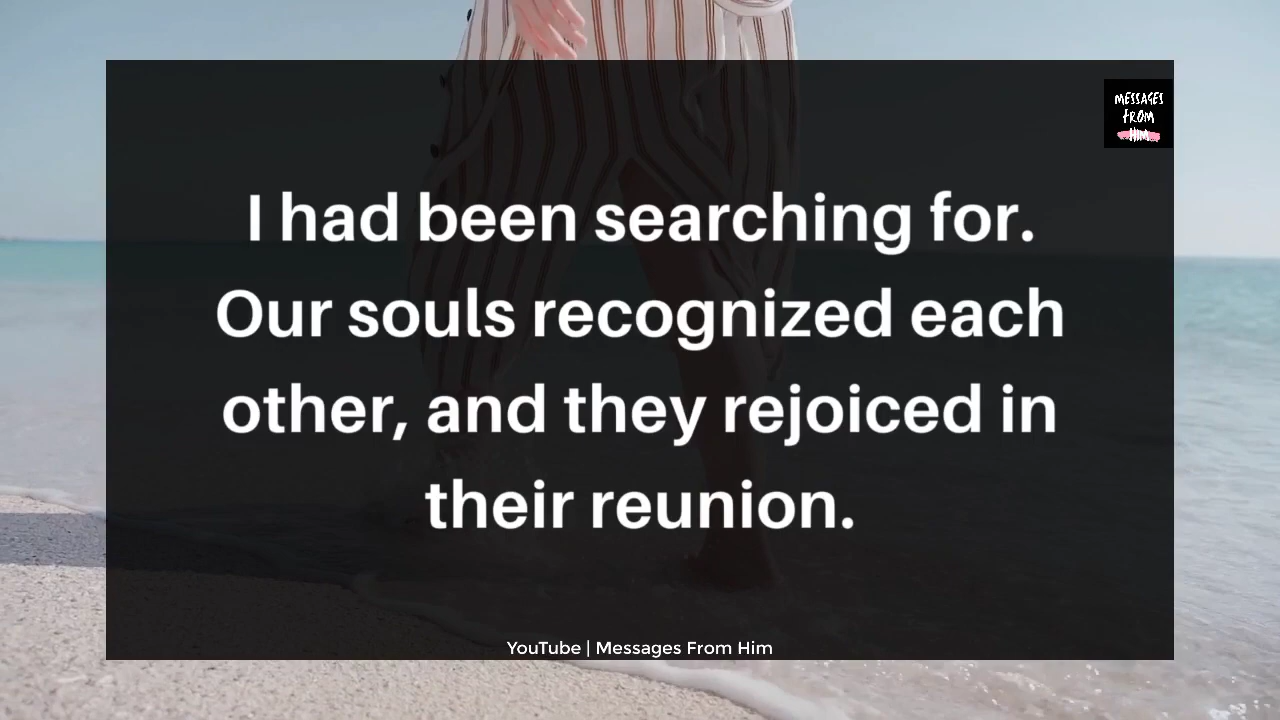 MESSAGES
FROM
HIM
I had been searching for.
Our souls recognized each
other, and they rejoiced in
their reunion.
YouTube | Messages From Him